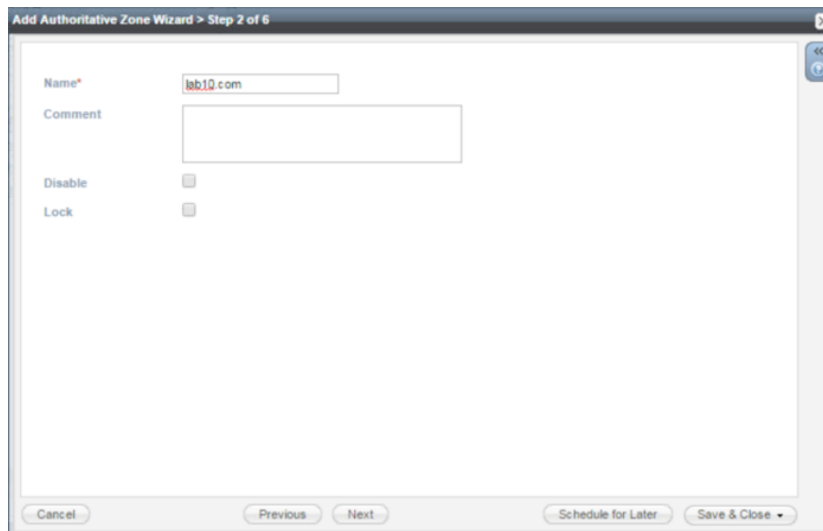 Add Authoritative Zone Wizard > Step 2 of 6
Name*
lab10.com
Comment
Disable
Lock
Cancel
Previous
Next
Schedule for Later
Save & Close